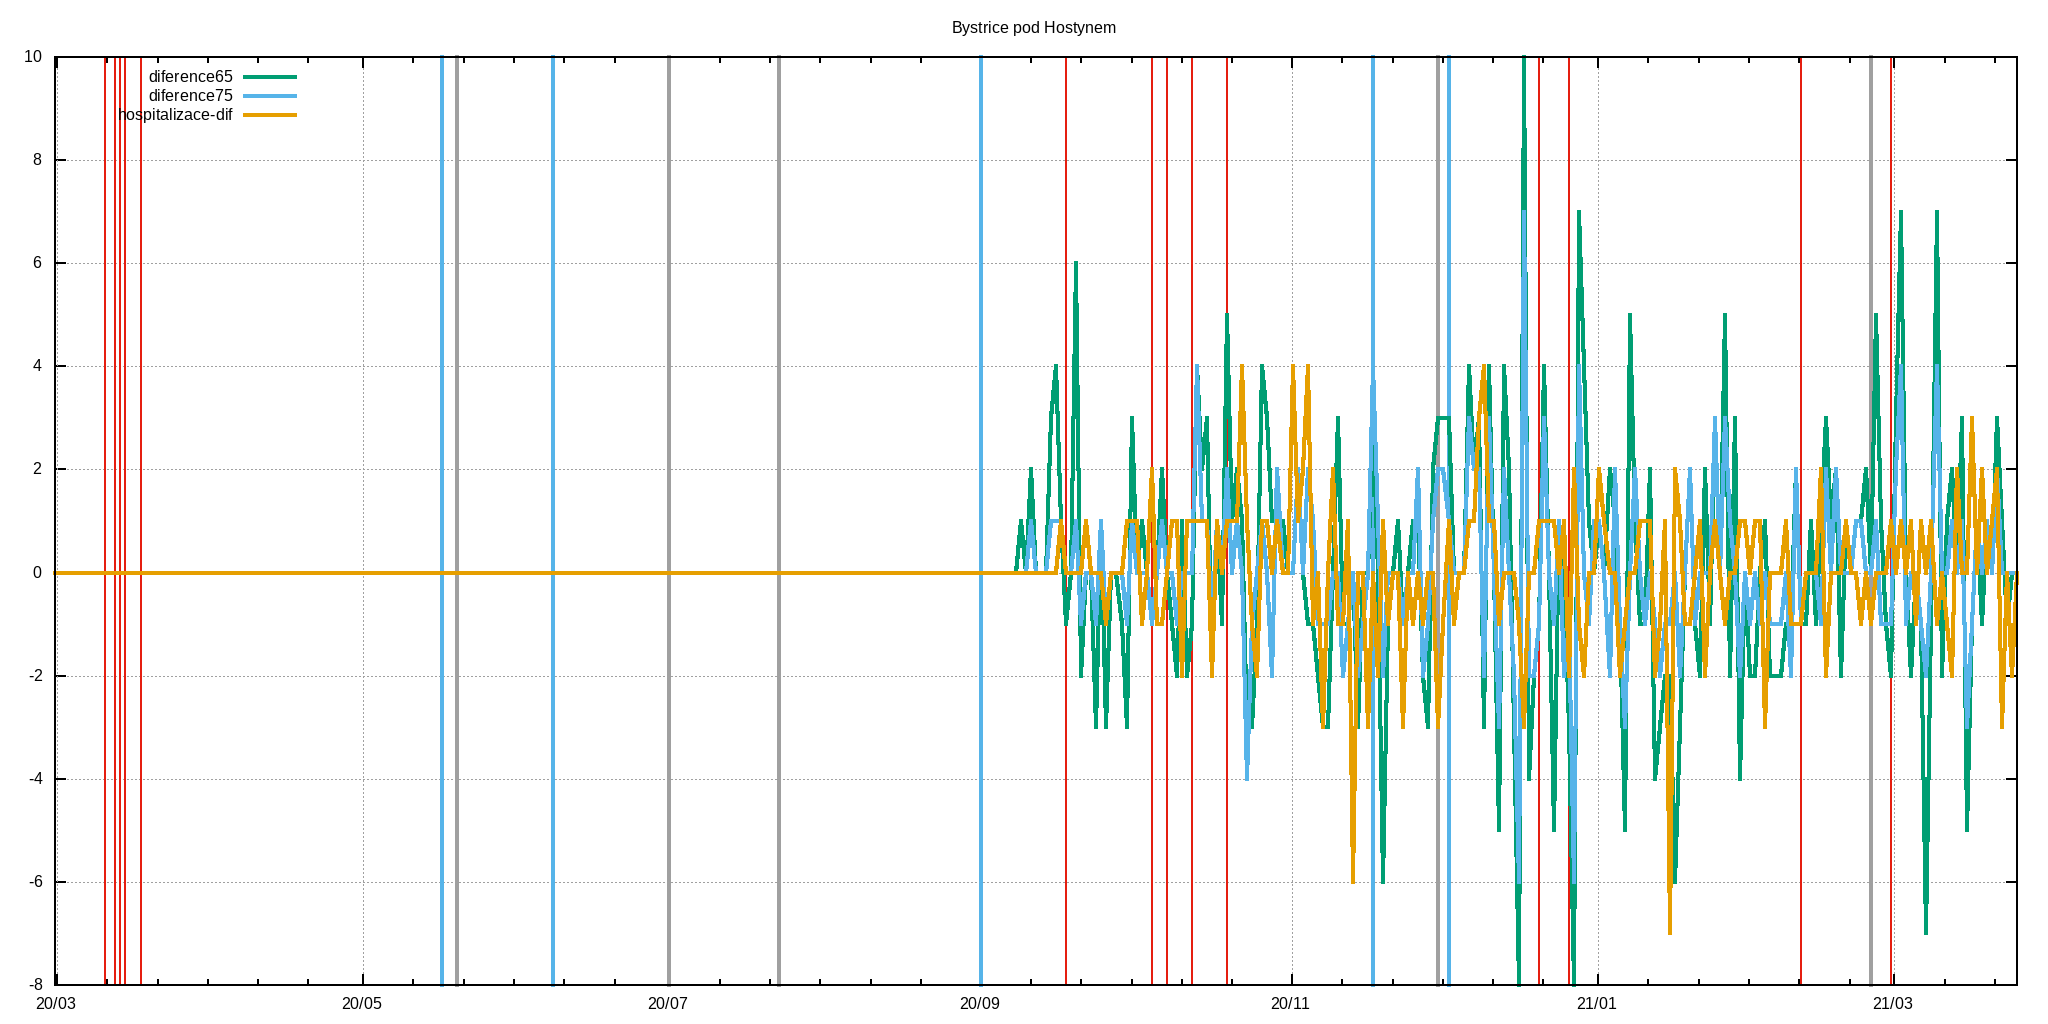 Bystrice pod Hostynem
10
8
6
4
2
0
-2
-4
-6
-8
diference65
diference75
hospitalizace-dif
20/03 20/05 20/07 20/09 20/11 21/01 21/03